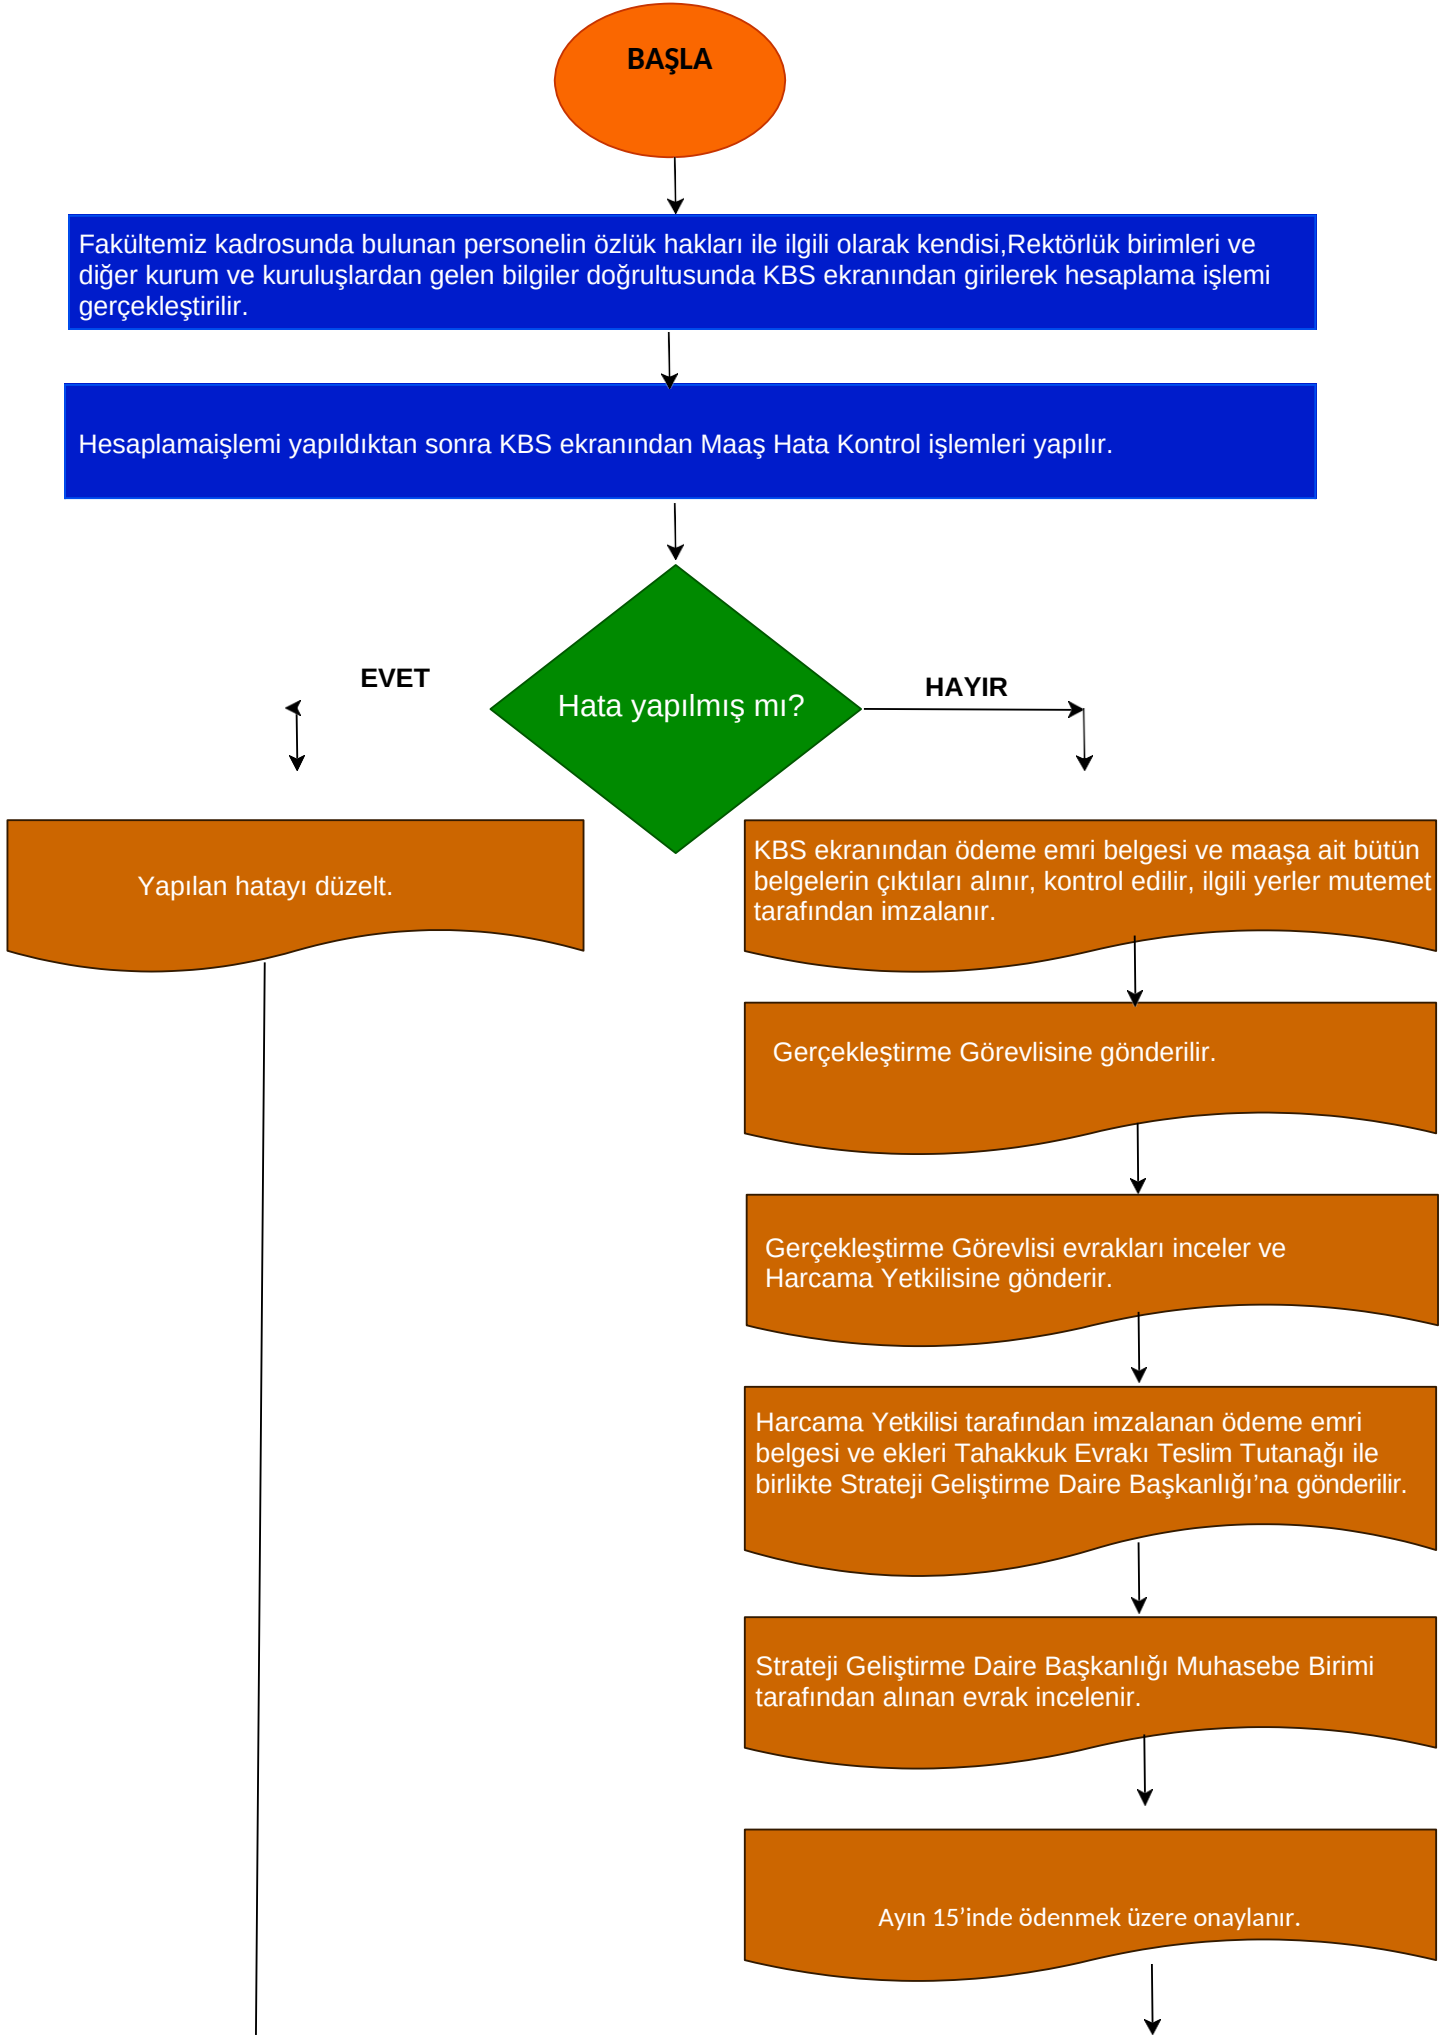 BAŞLA
Fakültemiz kadrosunda bulunan personelin özlük hakları ile ilgili olarak kendisi,Rektörlük birimleri ve
diğer kurum ve kuruluşlardan gelen bilgiler doğrultusunda KBS ekranından girilerek hesaplama işlemi
gerçekleştirilir.
Hesaplamaişlemi yapıldıktan sonra KBS ekranından Maaş Hata Kontrol işlemleri yapılır.
EVET
Hata yapılmış mı?
HAYIR
Yapılan hatayı düzelt.
KBS ekranından ödeme emri belgesi ve maaşa ait bütün
belgelerin çıktıları alınır, kontrol edilir, ilgili yerler mutemet
tarafından imzalanır.
Gerçekleştirme Görevlisine gönderilir.
Gerçekleştirme Görevlisi evrakları inceler ve
Harcama Yetkilisine gönderir.
Harcama Yetkilisi tarafından imzalanan ödeme emri
belgesi ve ekleri Tahakkuk Evrakı Teslim Tutanağı ile
birlikte Strateji Geliştirme Daire Başkanlığı’na gönderilir.
Strateji Geliştirme Daire Başkanlığı Muhasebe Birimi
tarafından alınan evrak incelenir.
Ayın 15’inde ödenmek üzere onaylanır.